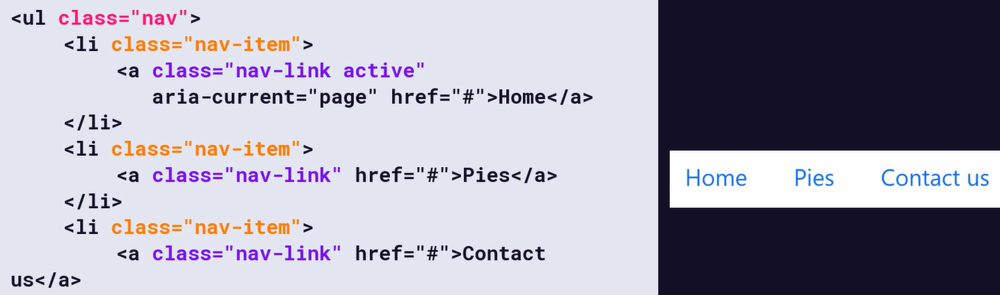 <ul class="nav">
<li class="nav-item">
<a class="nav-link active"
aria-current="page" href="#">Home</a>
</li>
<li class="nav-item">
<a class="nav-link" href="#">Pies</a>
</li>
<li class="nav-item">
<a class="nav-link" href="#">Contact
us</a>
Home Pies Contact us